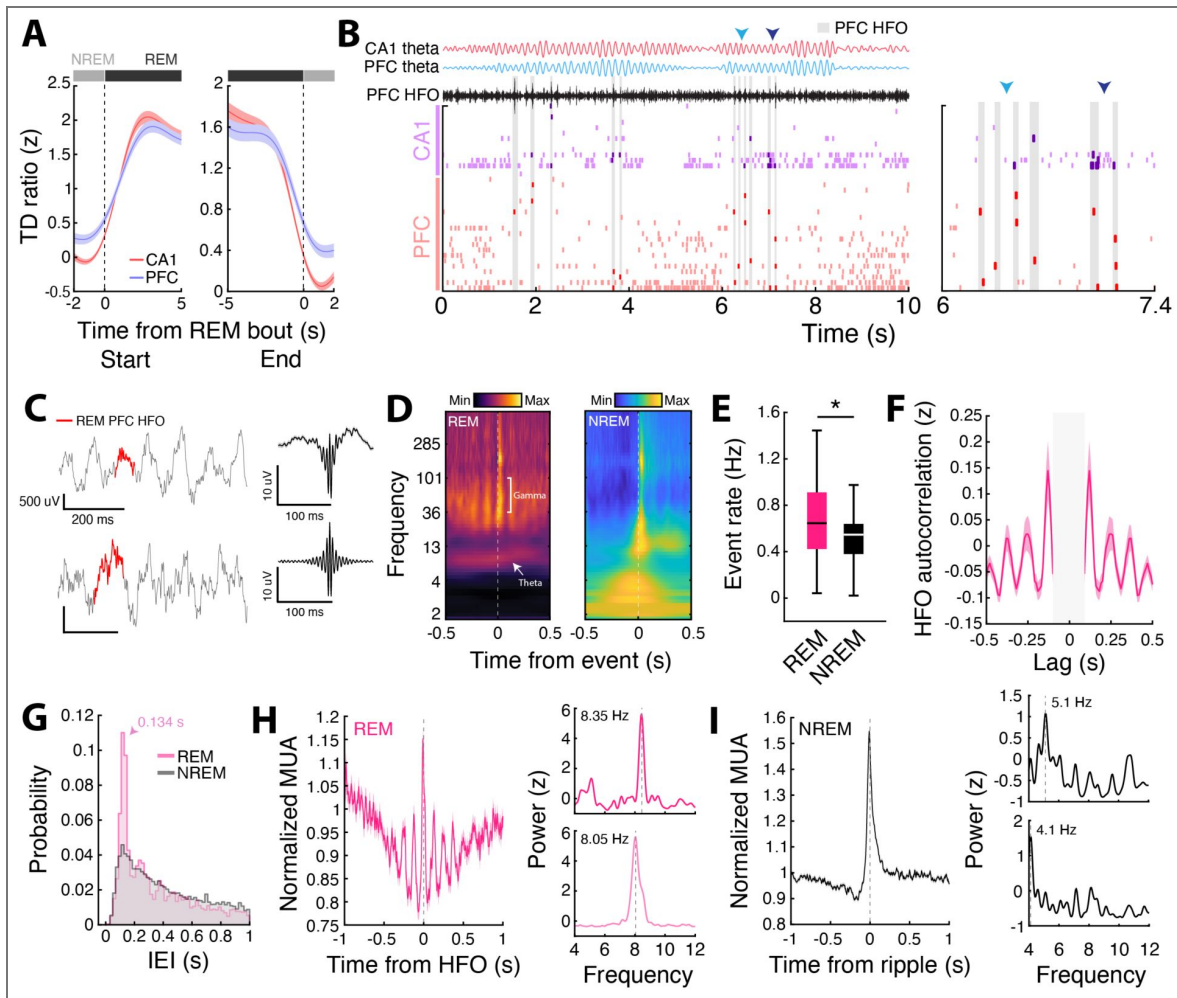 A
NREM
REM
TD ratio (z)
2.5
2
1.5
1
0.5
0
-0.5
1.6
1.2
0.8
0.4
0
CA1
PFC
-2
0
5
-5
0
2
Time from REM bout (s)
Start
End
B
PFC HFO
CA1 theta
PFC theta
PFC HFO
CA1
PFC
0
2
4
6
8
10
6
7.4
Time (s)
C
REM PFC HFO
500 uV
200 ms
10 uV
100 ms
10 uV
100 ms
D
Min
Max
Min
Max
REM
NREM
Frequency
285
101
36
13
4
2
Gamma
Theta
-0.5
0
0.5
-0.5
0
0.5
Time from event (s)
E
*
Event rate (Hz)
1.6
1.2
0.8
0.4
0
REM
NREM
F
HFO autocorrelation (z)
0.25
0.2
0.15
0.1
0.05
0
-0.05
-0.1
-0.15
-0.5
-0.25
0
0.25
0.5
Lag (s)
G
Probability
0.12
0.1
0.08
0.06
0.04
0.02
0
0.134 s
REM
NREM
0
0.2
0.4
0.6
0.8
1
IEI (s)
H
REM
Normalized MUA
1.2
1.15
1.1
1.05
1
0.95
0.9
0.85
0.8
0.75
-1
-0.5
0
0.5
1
Time from HFO (s)
Power (z)
6
4
2
0
8.35 Hz
6
4
2
0
8.05 Hz
4
6
8
10
12
Frequency
I
NREM
Normalized MUA
1.6
1.5
1.4
1.3
1.2
1.1
1
0.9
0.8
-1
-0.5
0
0.5
1
Time from ripple (s)
Power (z)
1.5
1
0.5
0
-0.5
-1
5.1 Hz
2
1
0
-1
4.1 Hz
4
6
8
10
12
Frequency